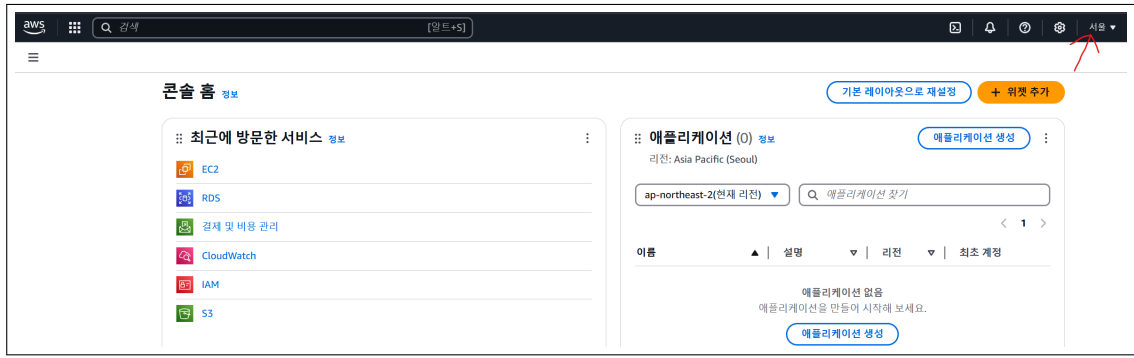 aws 검색 [알트+S] 서울 ▼
콘솔 홈 정보 기본 레이아웃으로 재설정 + 위젯 추가
최근에 방문한 서비스 정보
EC2
RDS
결제 및 비용 관리
CloudWatch
IAM
S3
애플리케이션 (0) 정보 애플리케이션 생성
리전: Asia Pacific (Seoul)
ap-northeast-2(현재 리전) ▼ 애플리케이션 찾기
< 1 >
이름 ▲ 설명 ▽ 리전 ▽ 최초 계정
애플리케이션 없음
애플리케이션을 만들어 시작해 보세요.
애플리케이션 생성